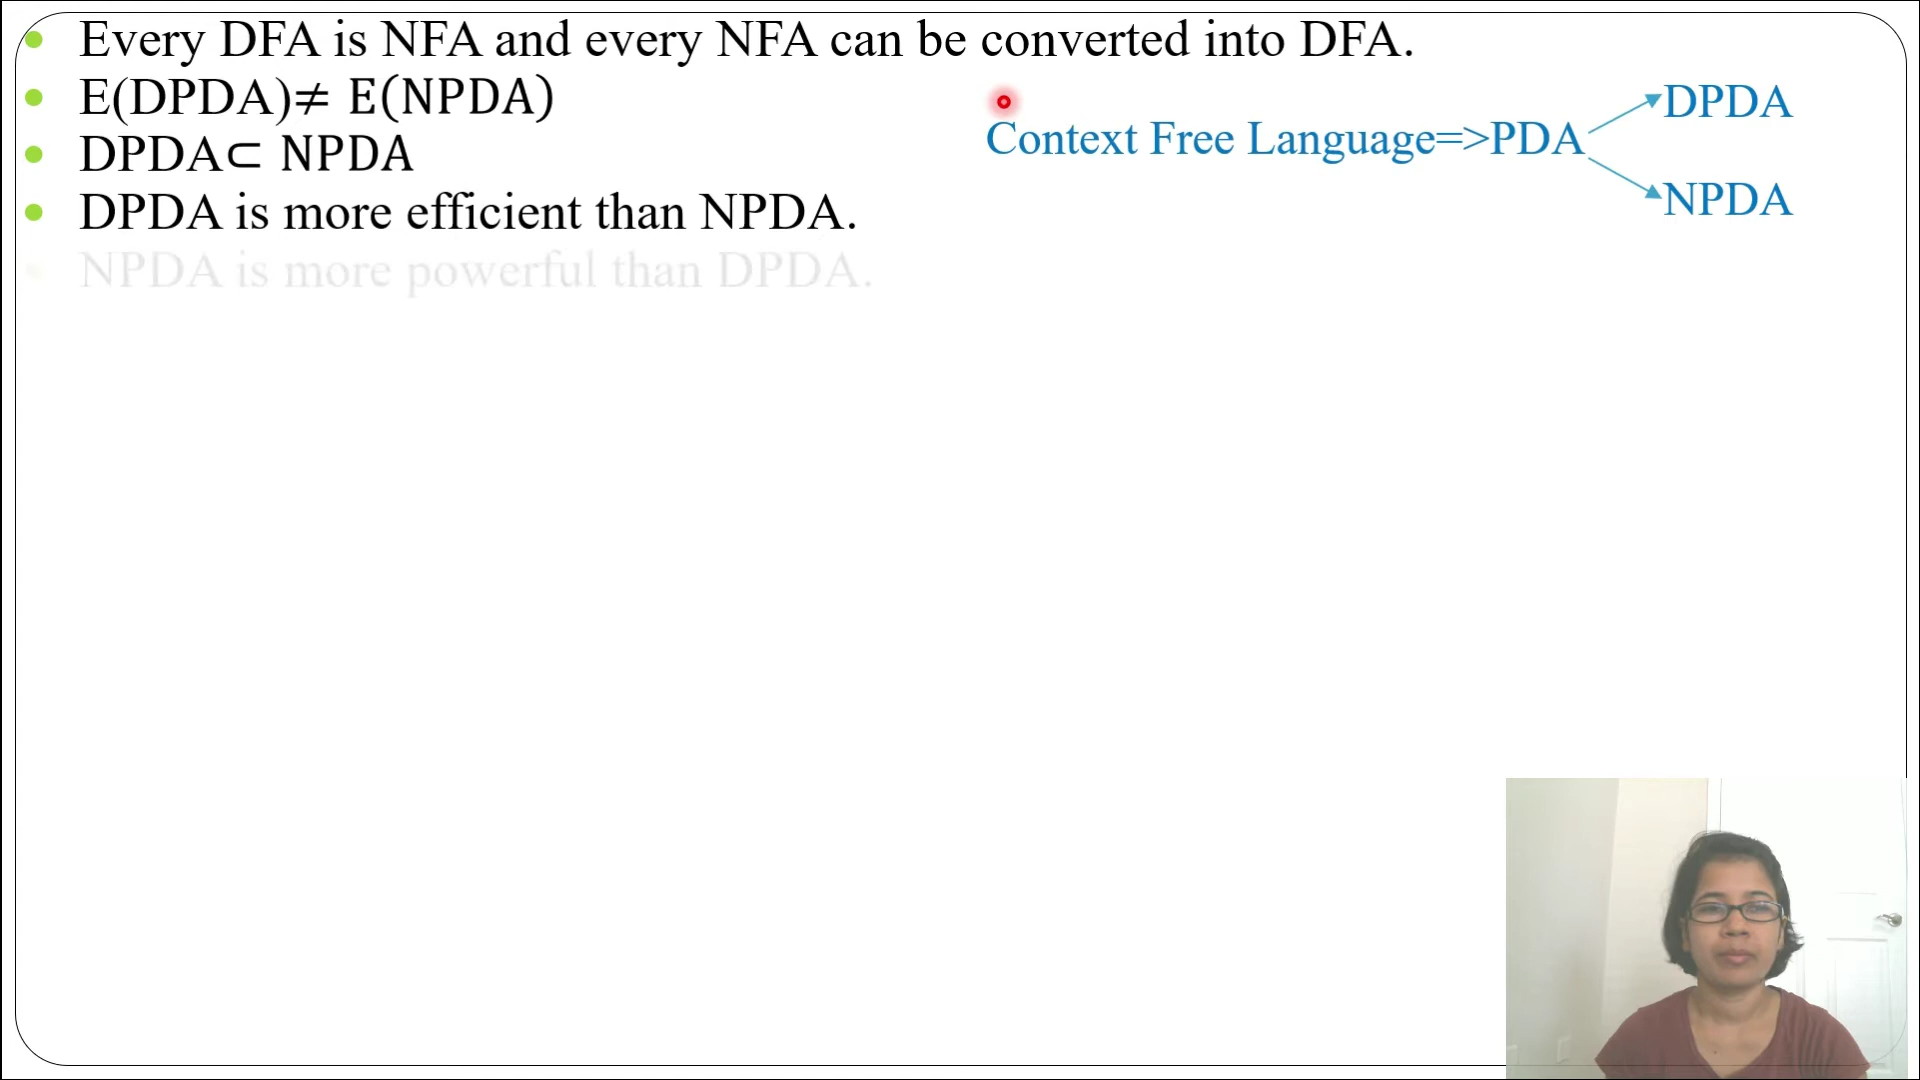 Every DFA is NFA and every NFA can be converted into DFA.
E(DPDA)≠ E(NPDA)
DPDA⊂ NPDA
DPDA is more efficient than NPDA.
NPDA is more powerful than DPDA.
Context Free Language=>PDA
DPDA
NPDA